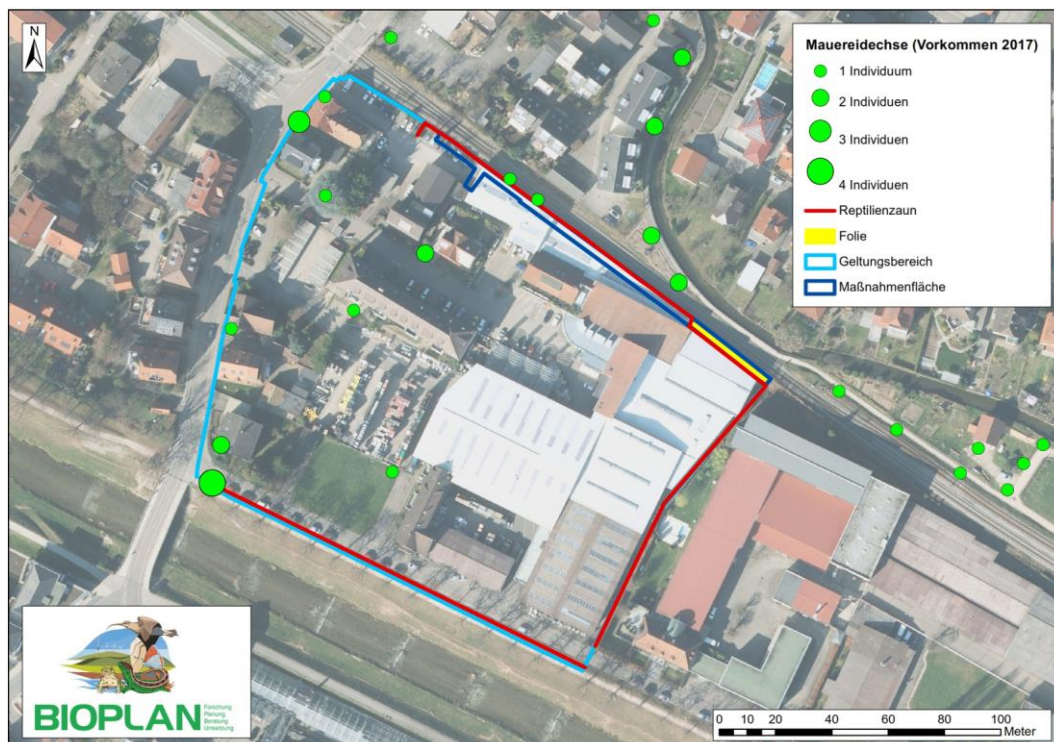 N
Mauereidechse (Vorkommen 2017)
1 Individuum
2 Individuen
3 Individuen
4 Individuen
Reptilienzaun
Folie
Geltungsbereich
Maßnahmenfläche
BIOPLAN
Forschung
Planung
Beratung
Umsetzung
0 10 20 40 60 80 100
Meter